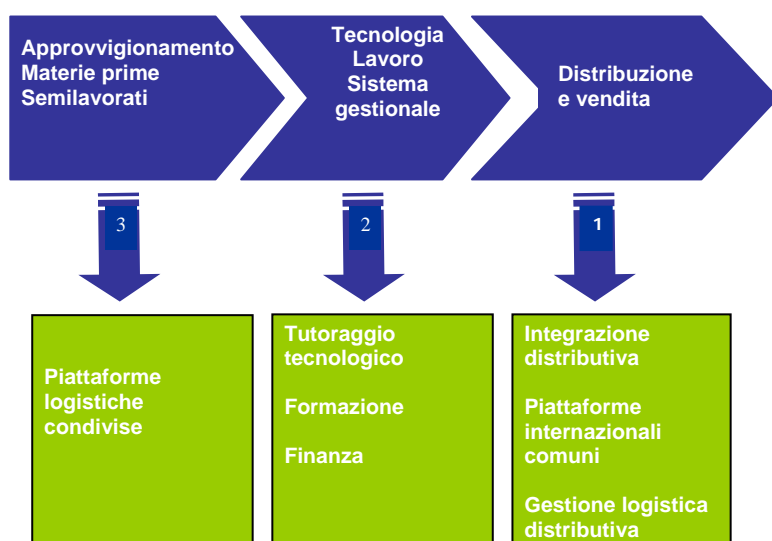 Approvvigionamento
Materie prime
Semilavorati
Tecnologia
Lavoro
Sistema
gestionale
Distribuzione
e vendita
3
2
1
Piattaforme
logistiche
condivise
Tutoraggio
tecnologico
Formazione
Finanza
Integrazione
distributiva
Piattaforme
internazionali
comuni
Gestione logistica
distributiva